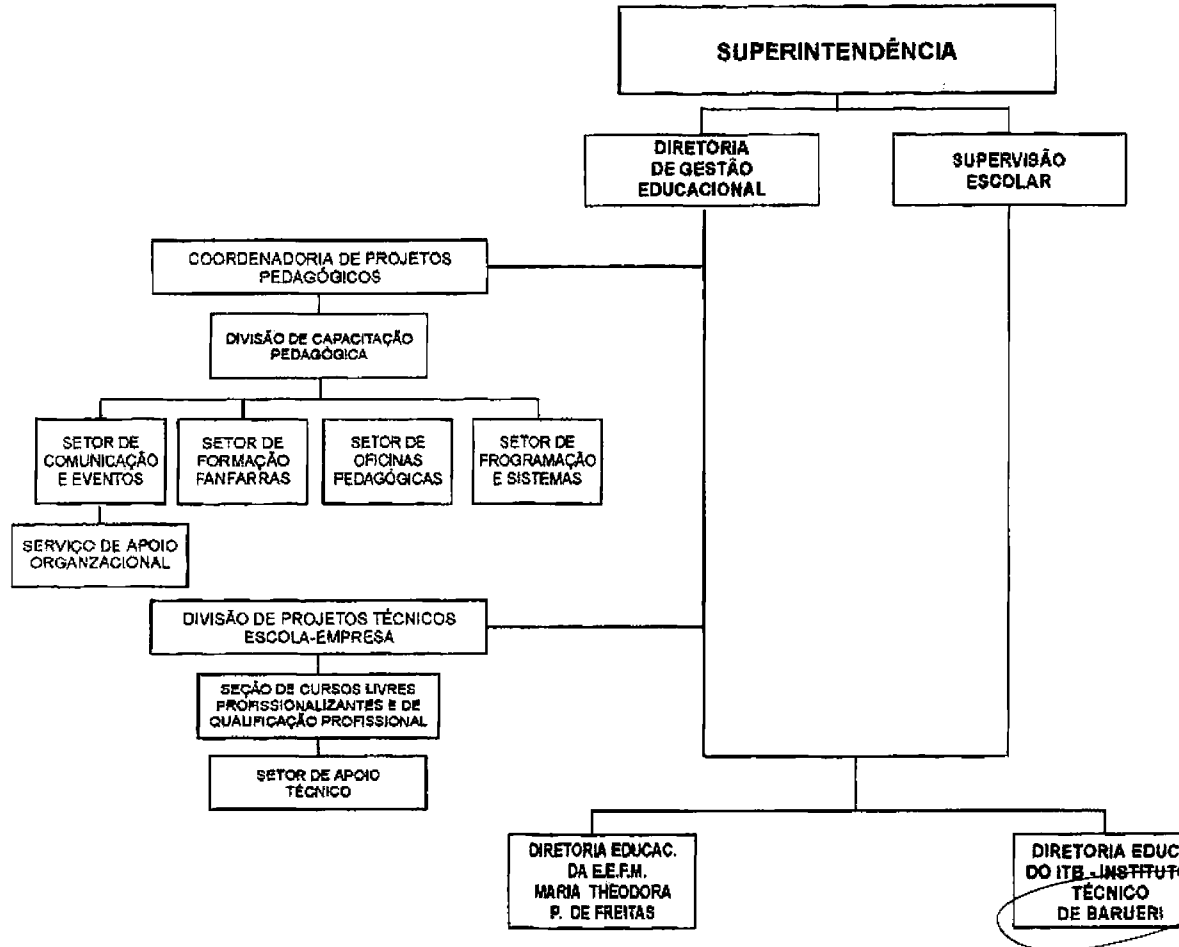 SUPERINTENDÊNCIA
DIRETORIA
DE GESTÃO
EDUCACIONAL
SUPERVISÃO
ESCOLAR
COORDENADORIA DE PROJETOS
PEDAGÓGICOS
DIVISÃO DE CAPACITAÇÃO
PEDAGÓGICA
SETOR DE
COMUNICAÇÃO
E EVENTOS
SETOR DE
FORMAÇÃO
FANFARRAS
SETOR DE
OFICINAS
PEDAGÓGICAS
SETOR DE
PROGRAMAÇÃO
E SISTEMAS
SERVIÇO DE APOIO
ORGANZACIONAL
DIVISÃO DE PROJETOS TÉCNICOS
ESCOLA-EMPRESA
SEÇÃO DE CURSOS LIVRES
PROFISSIONALIZANTES E DE
QUALIFICAÇÃO PROFISSIONAL
SETOR DE APOIO
TÉCNICO
DIRETORIA EDUCAC.
DA E.E.F.M.
MARIA THEODORA
P. DE FREITAS
DIRETORIA EDUC
DO ITB - INSTITUTO
TÉCNICO
DE BARUERI